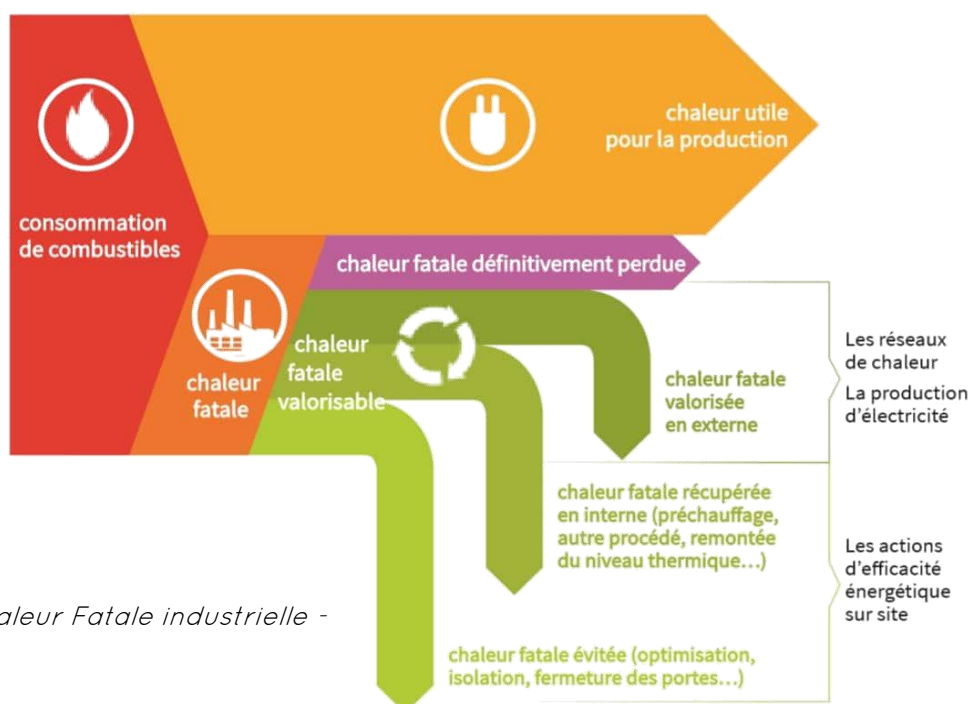 chaleur utile
pour la production
consommation
de combustibles
chaleur fatale définitivement perdue
chaleur
fatale
chaleur
fatale
valorisable
chaleur fatale
valorisée
en externe
Les réseaux
de chaleur
La production
d'électricité
chaleur fatale récupérée
en interne (préchauffage,
autre procédé, remontée
du niveau thermique…)
Les actions
d'efficacité
énergétique
sur site
aleur Fatale industrielle -
chaleur fatale évitée (optimisation,
isolation, fermeture des portes…)